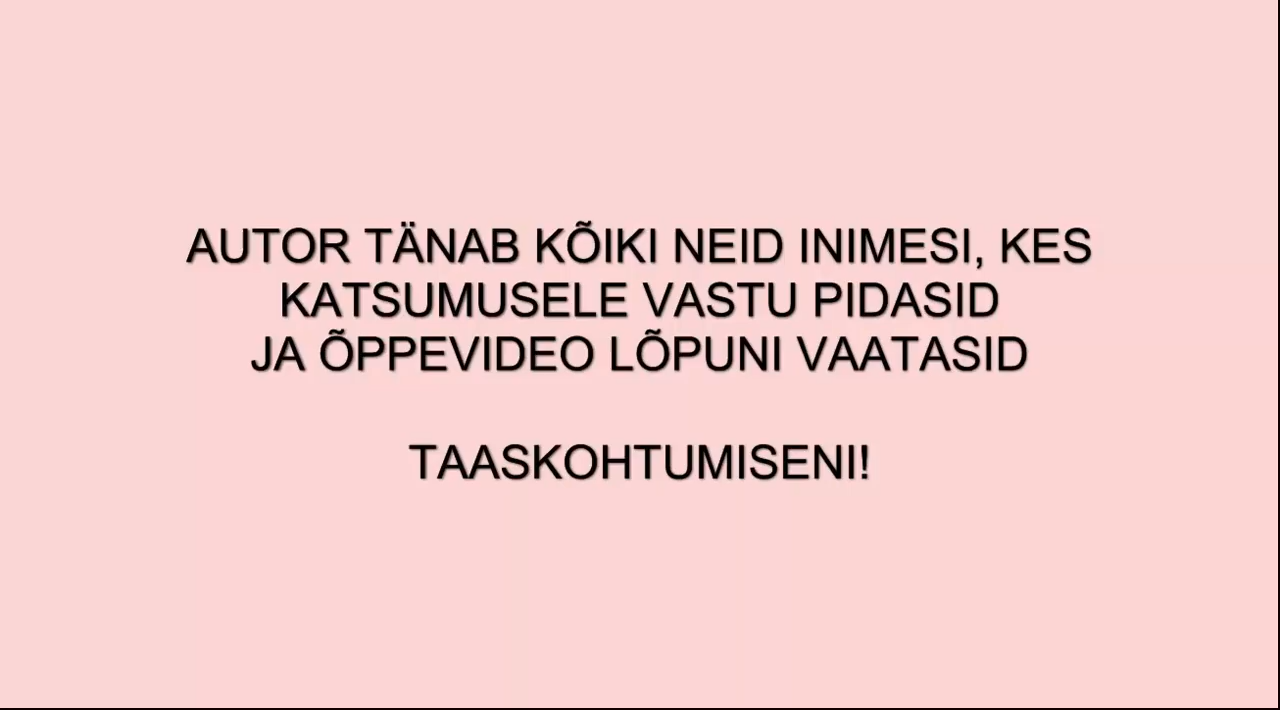 AUTOR TÄNAB KÕIKI NEID INIMESI, KES
KATSUMUSELE VASTU PIDASID
JA ÕPPEVIDEO LÕPUNI VAATASID
TAASKOHTUMISENI!